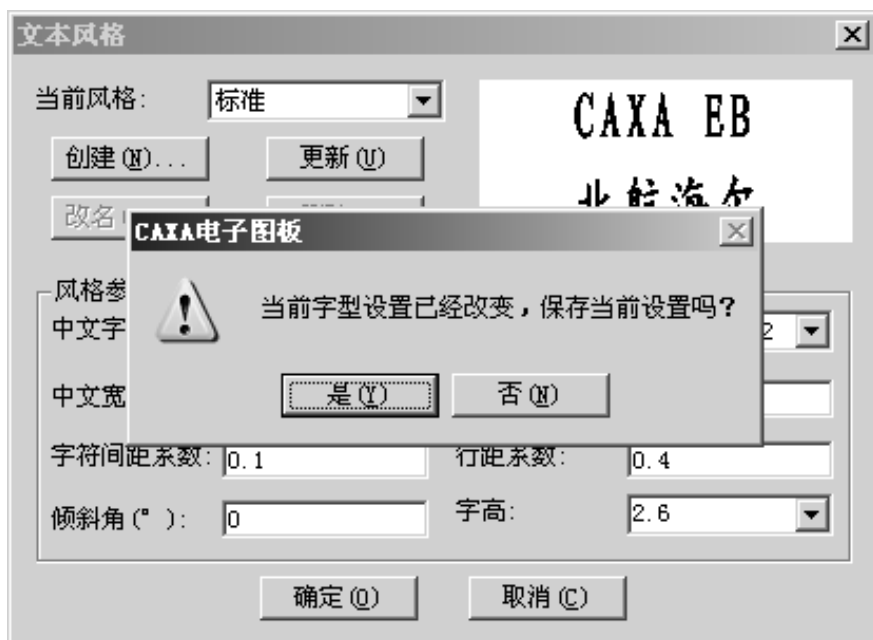 文本风格
当前风格: 标准
CAXA EB
创建(N)... 更新(U)
北航海尔
改名
CAXA电子图板
风格参
当前字型设置已经改变，保存当前设置吗？
中文字 2
中文宽
是(Y) 否(N)
字符间距系数: 0.1 行距系数: 0.4
倾斜角(°): 0 字高: 2.6
确定(O) 取消(C)